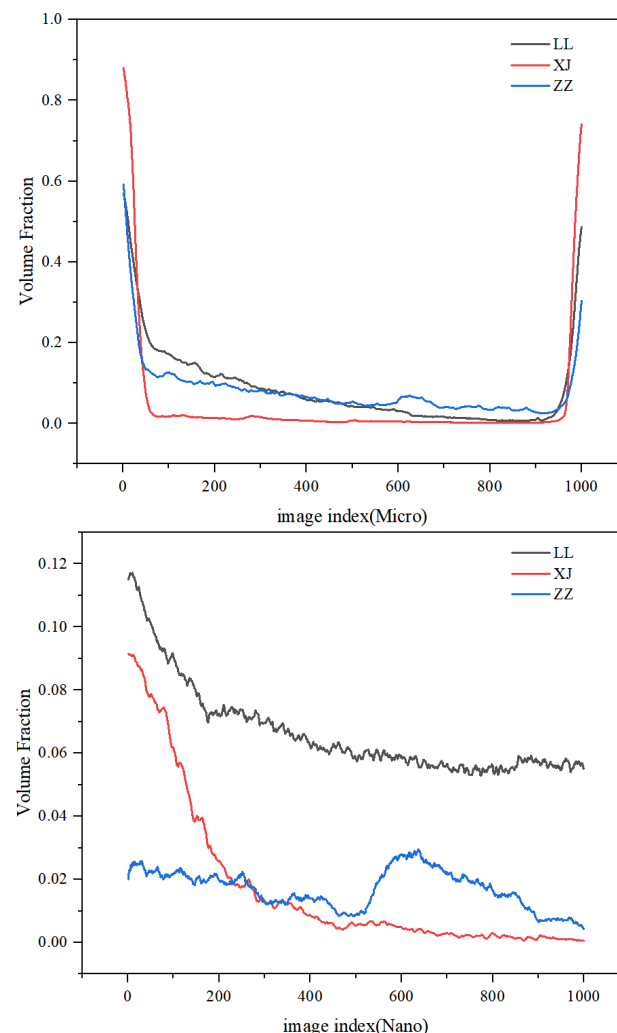 1.0
0.8
0.6
0.4
0.2
0.0
Volume Fraction
LL
XJ
ZZ
0
200
400
600
800
1000
image index(Micro)
0.12
0.10
0.08
0.06
0.04
0.02
0.00
Volume Fraction
LL
XJ
ZZ
0
200
400
600
800
1000
image index(Nano)